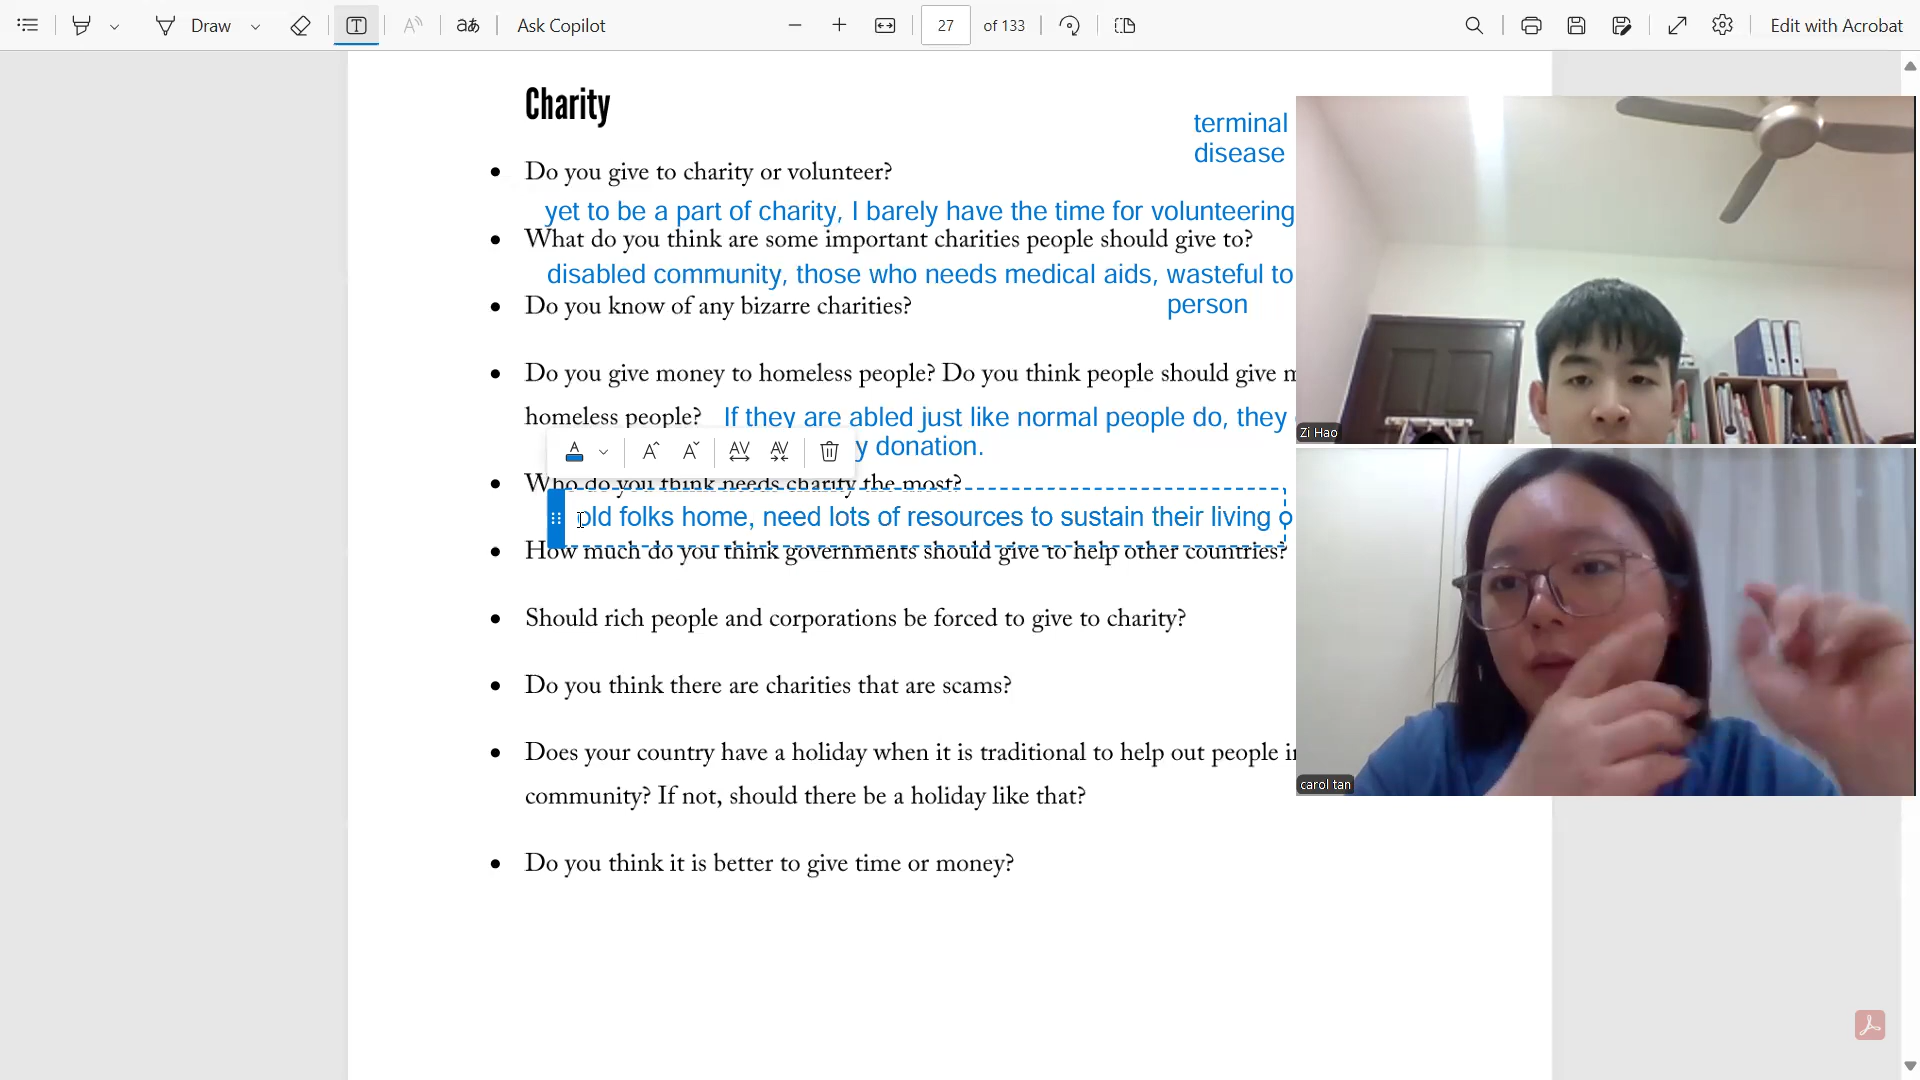 Draw
Ask Copilot
27
of 133
Edit with Acrobat
Charity
terminal
disease
Do you give to charity or volunteer?
yet to be a part of charity, I barely have the time for volunteering
What do you think are some important charities people should give to?
disabled community, those who needs medical aids, wasteful to
person
Do you know of any bizarre charities?
Do you give money to homeless people? Do you think people should give
homeless people?
If they are abled just like normal people do, they
donation.
Who do you think needs charity the most?
old folks home, need lots of resources to sustain their living
How much do you think governments should give to help other countries?
Should rich people and corporations be forced to give to charity?
Do you think there are charities that are scams?
Does your country have a holiday when it is traditional to help out people in
community? If not, should there be a holiday like that?
Do you think it is better to give time or money?
Zi Hao
carol tan